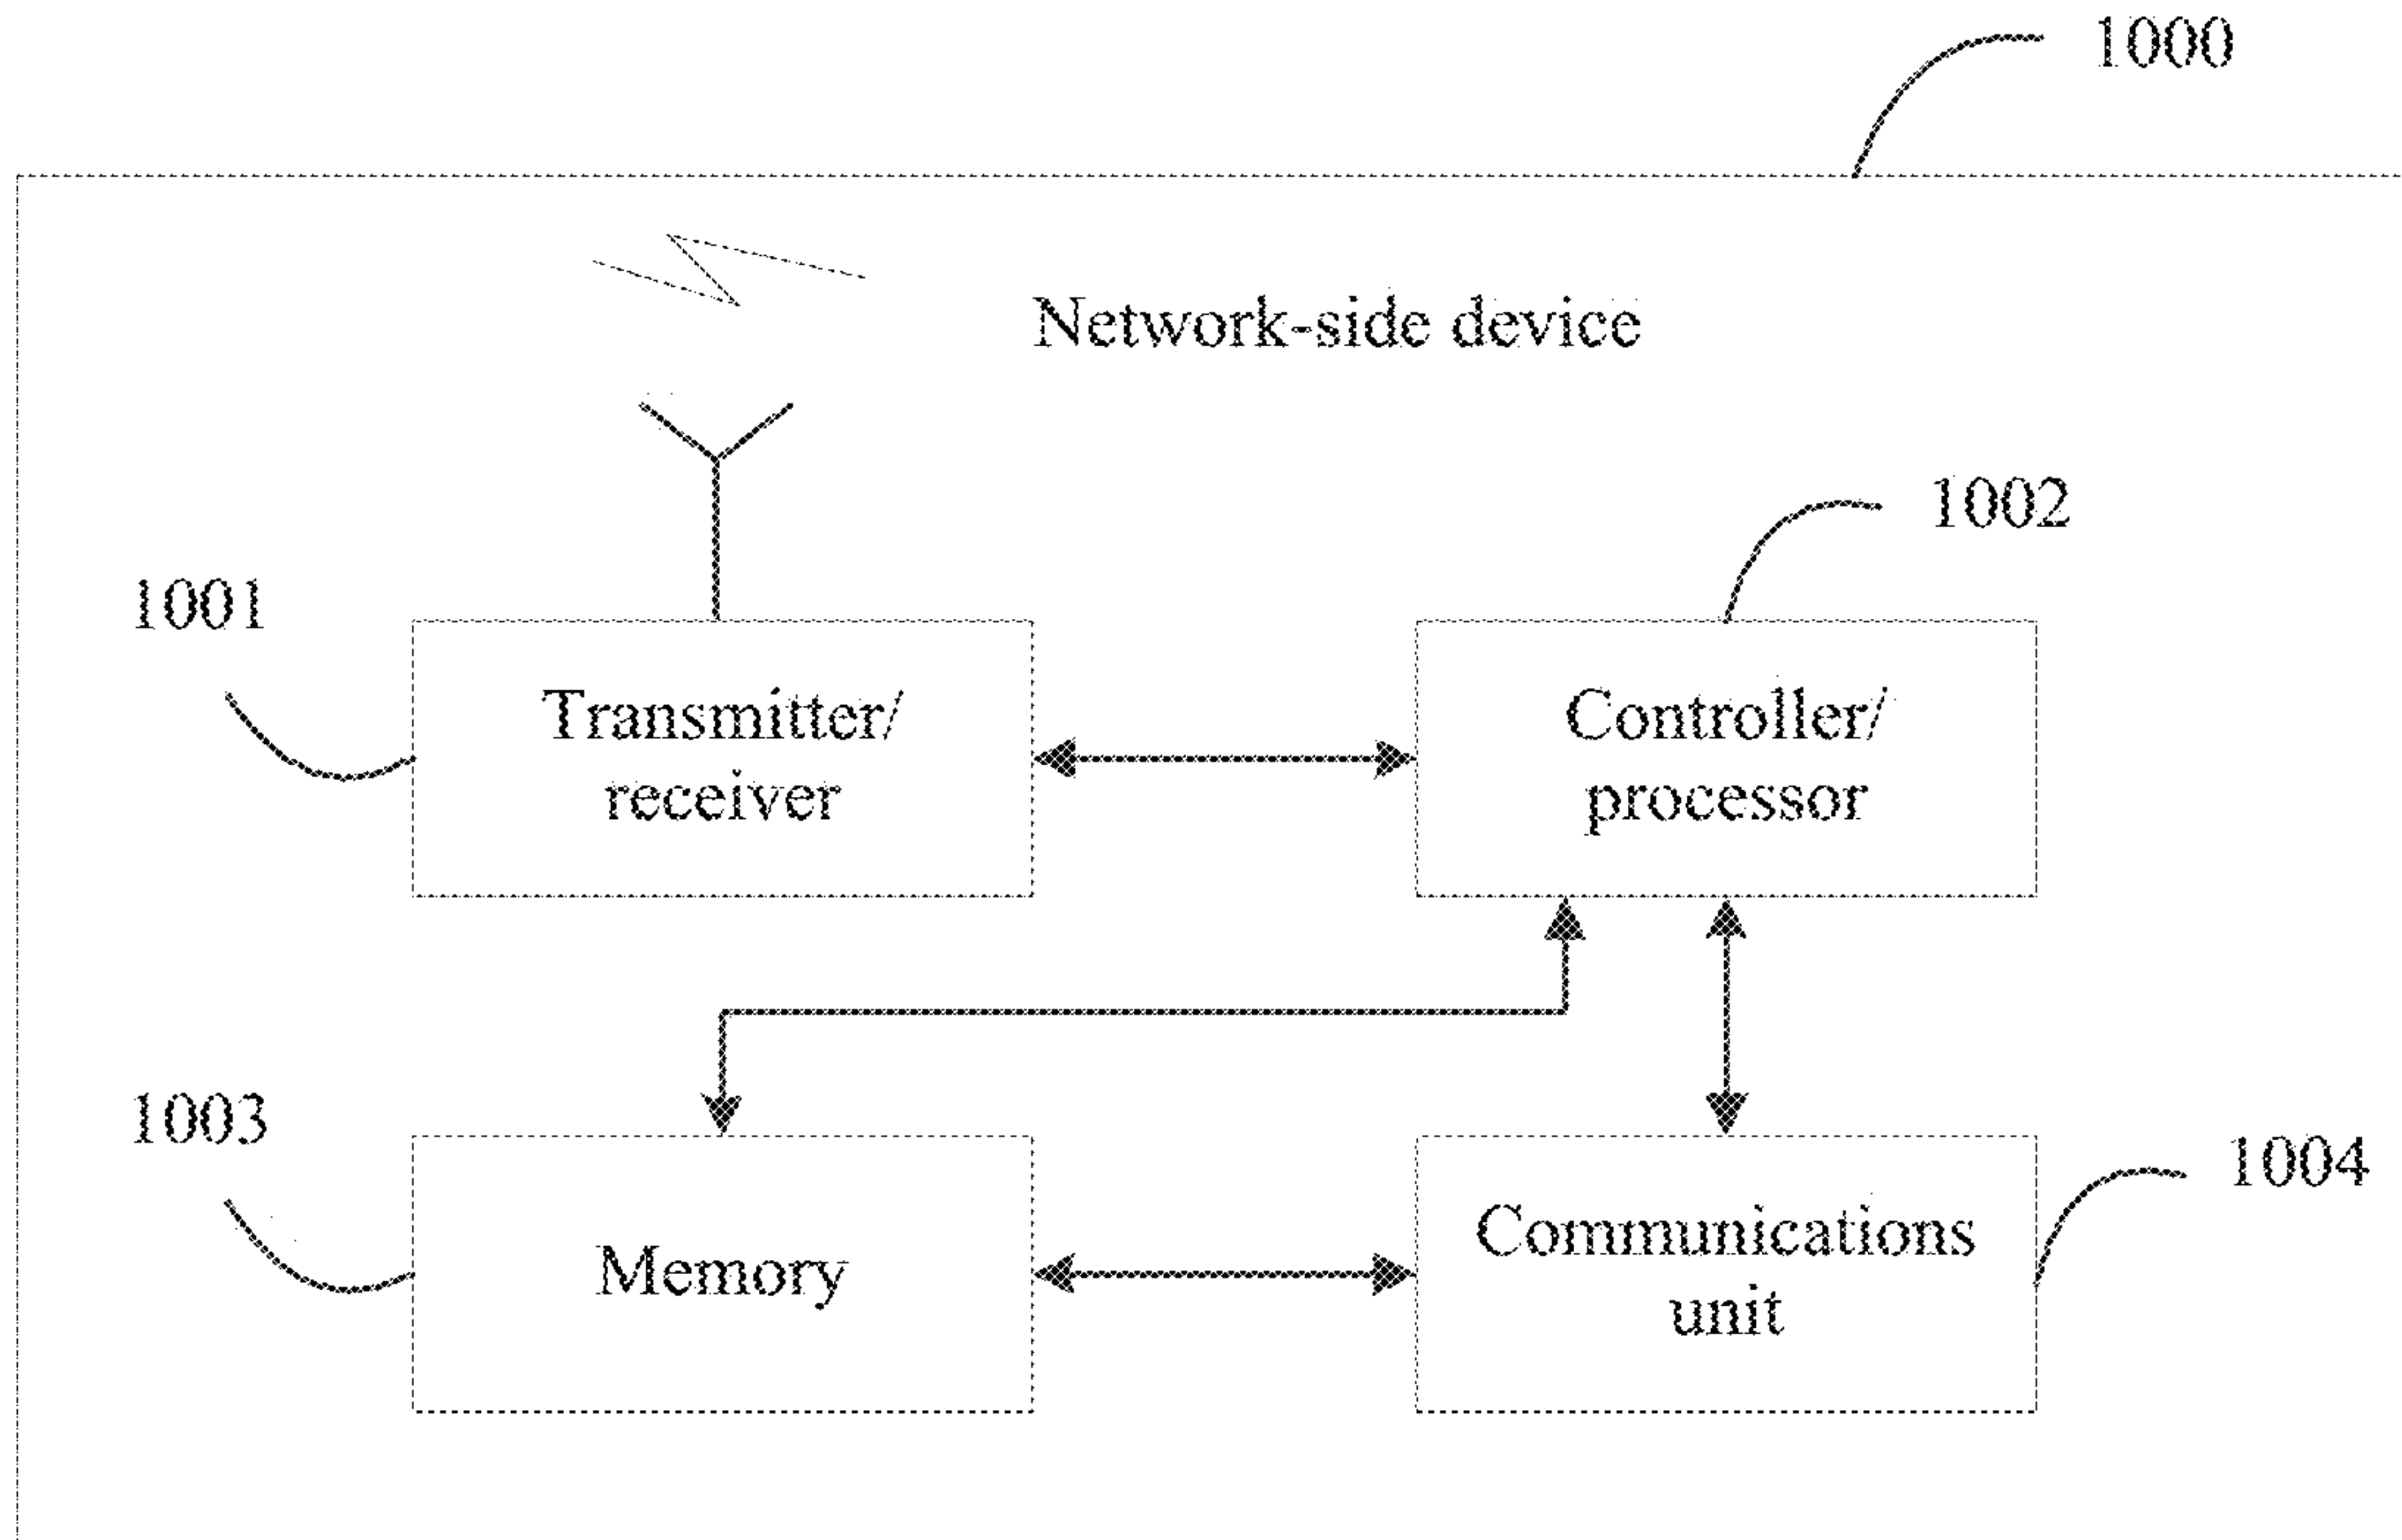 1000
Network-side device
1002
1001
Transmitter/
receiver
Controller/
processor
1003
1004
Memory
Communications
unit